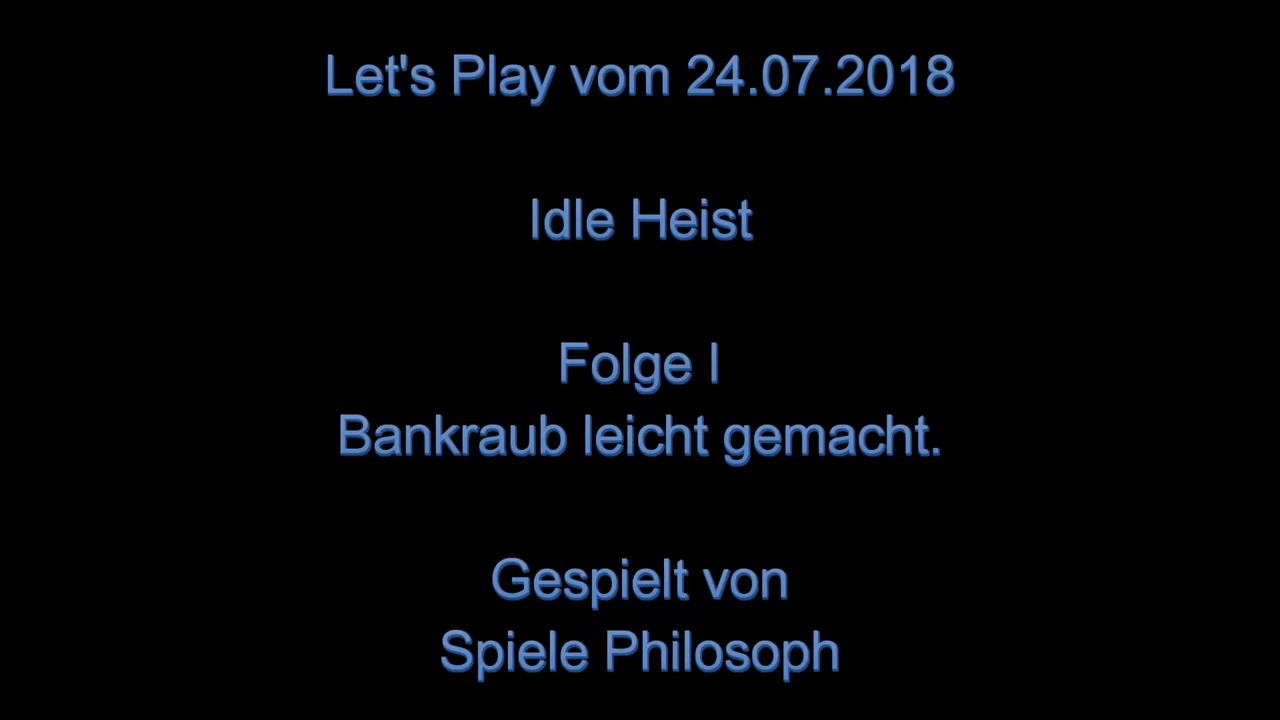 Let's Play vom 24.07.2018
Idle Heist
Folge I
Bankraub leicht gemacht.
Gespielt von
Spiele Philosoph